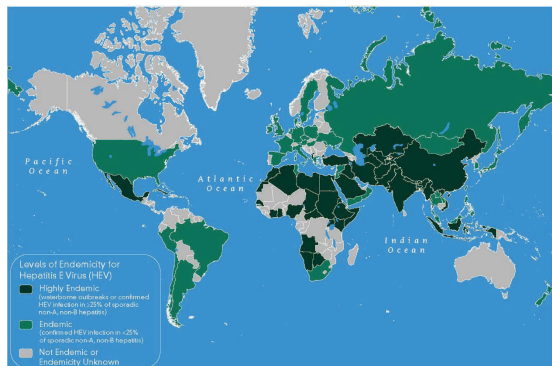 Pacific
Ocean
Atlantic
Ocean
Indian
Ocean
Levels of Endemicity for
Hepatitis E Virus (HEV)
Highly Endemic
(waterborne outbreaks or confirmed
HEV infection in >25% of sporadic
non-A, non-B hepatitis)
Endemic
(confirmed HEV infection in <25%
of sporadic non-A, non-B hepatitis)
Not Endemic or
Endemicity Unknown